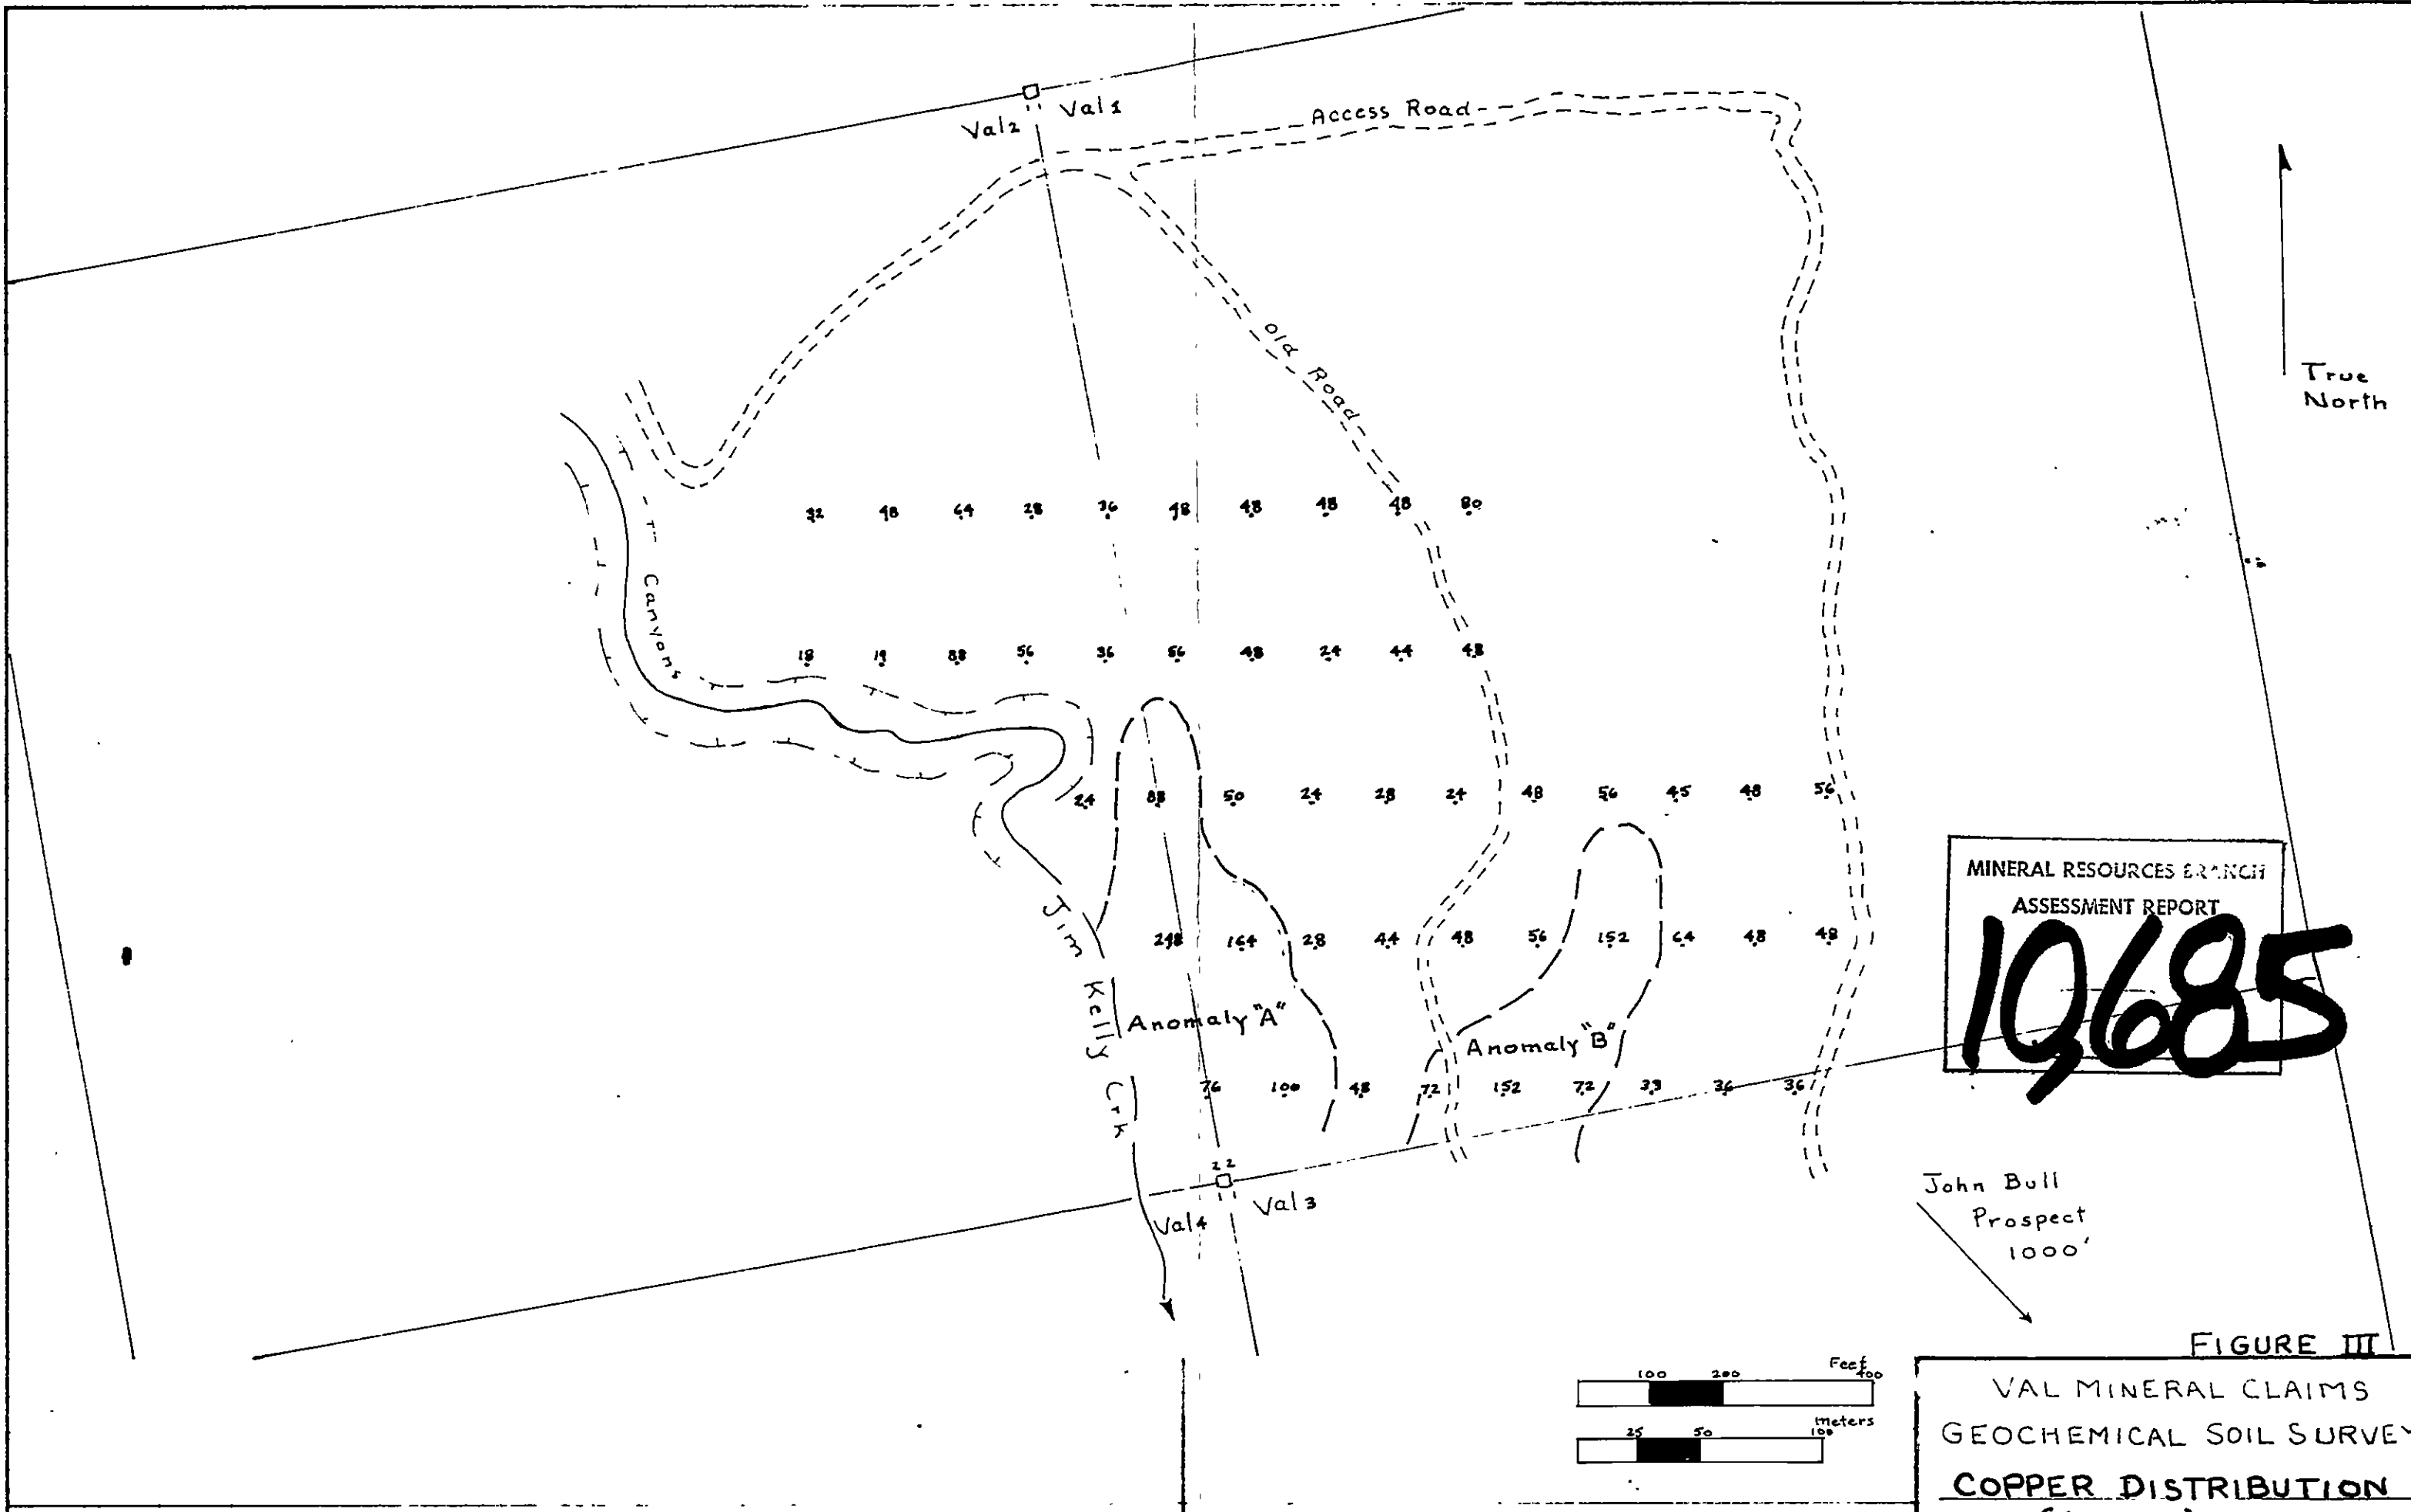 Val 1
Val 2
Access Road
Old Road
True
North
32 48 64 28 36 48 48 48 48 80
Canyons
18 19 88 56 36 56 48 24 44 48
24 88 50 24 28 24 48 56 45 48 56
MINERAL RESOURCES BRANCH
ASSESSMENT REPORT
10,685
248 164 28 44 48 56 152 64 48 48
Jim Kelly Crk
Anomaly "A"
Anomaly "B"
76 100 48 72 152 72 33 36 36
Val 4
Val 3
John Bull
Prospect
1000'
FIGURE III
Feet
100 200 400
meters
25 50 100
VAL MINERAL CLAIMS
GEOCHEMICAL SOIL SURVEY
COPPER DISTRIBUTION